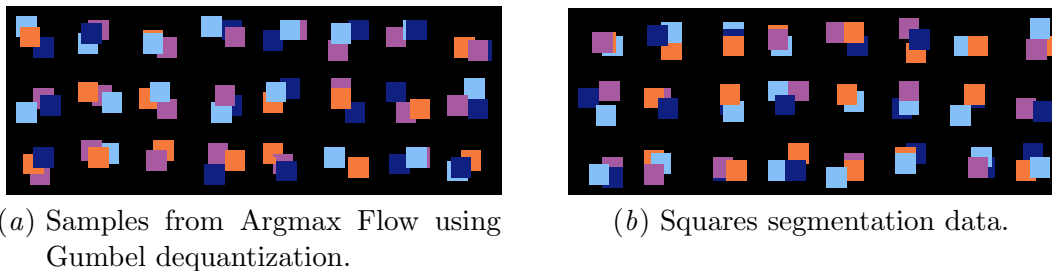 (a) Samples from Argmax Flow using
Gumbel dequantization.
(b) Squares segmentation data.